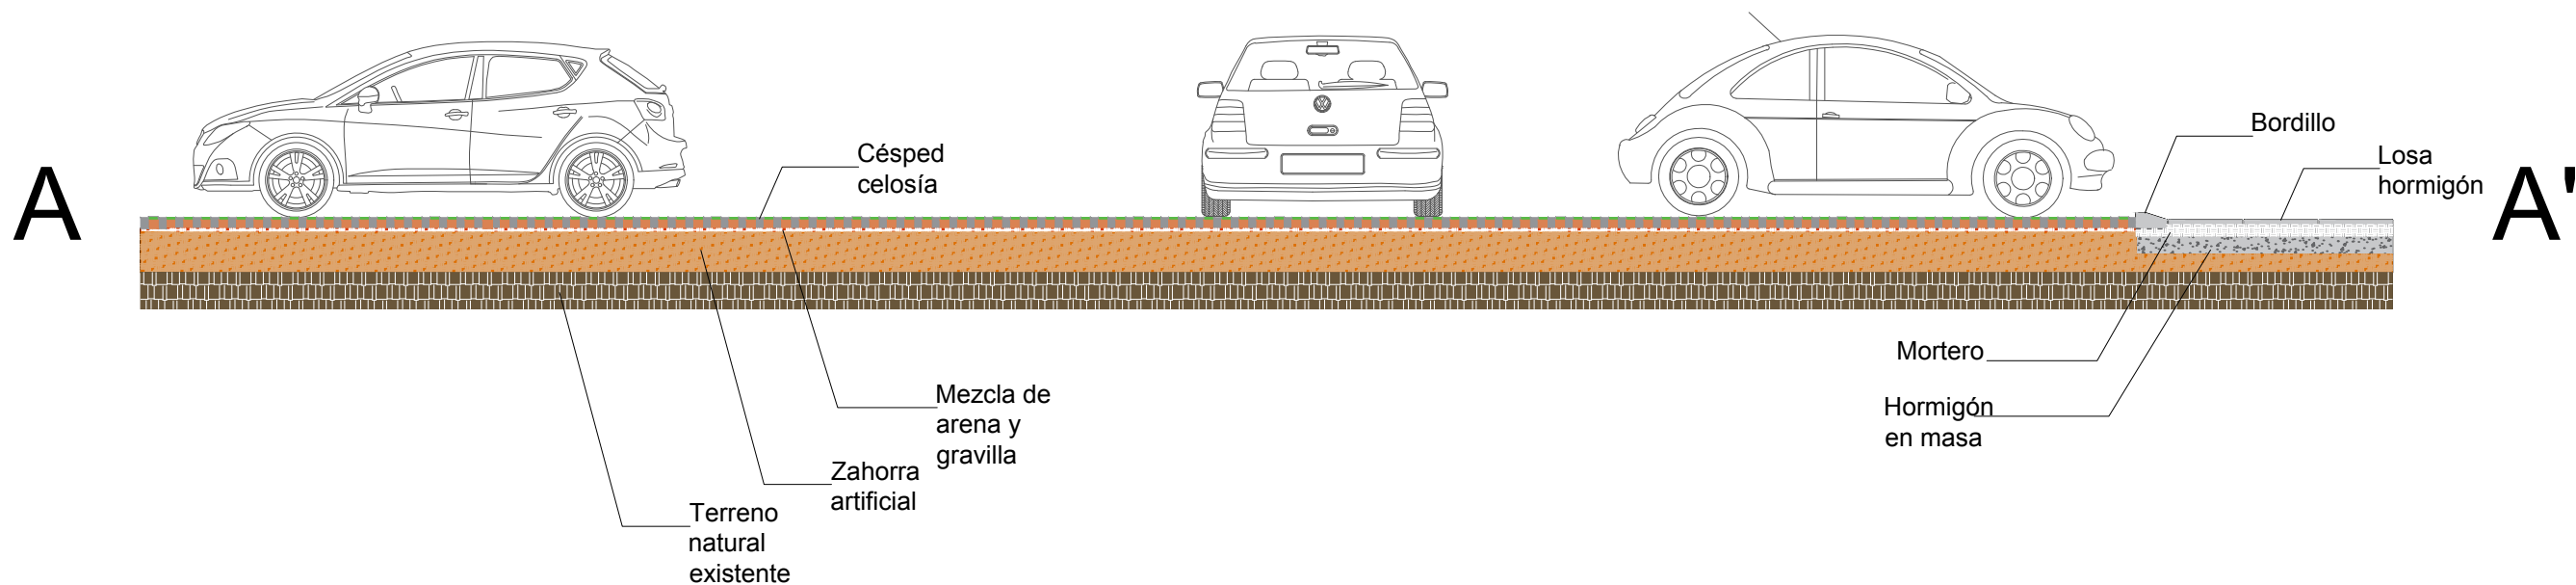 A
Césped
celosía
Bordillo
Losa
hormigón
A'
Mortero
Mezcla de
arena y
gravilla
Hormigón
en masa
Zahorra
artificial
Terreno
natural
existente